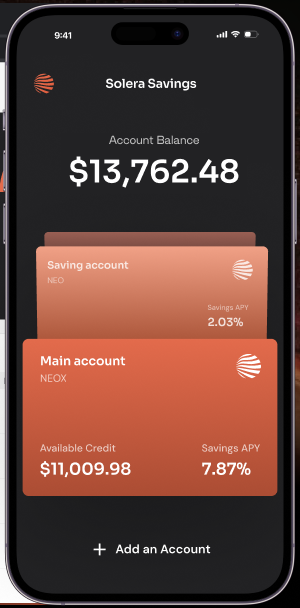 9:41
Solera Savings
Account Balance
$13,762.48
Saving account
NEO
Savings APY
2.03%
Main account
NEOX
Available Credit
Savings APY
$11,009.98
7.87%
+ Add an Account